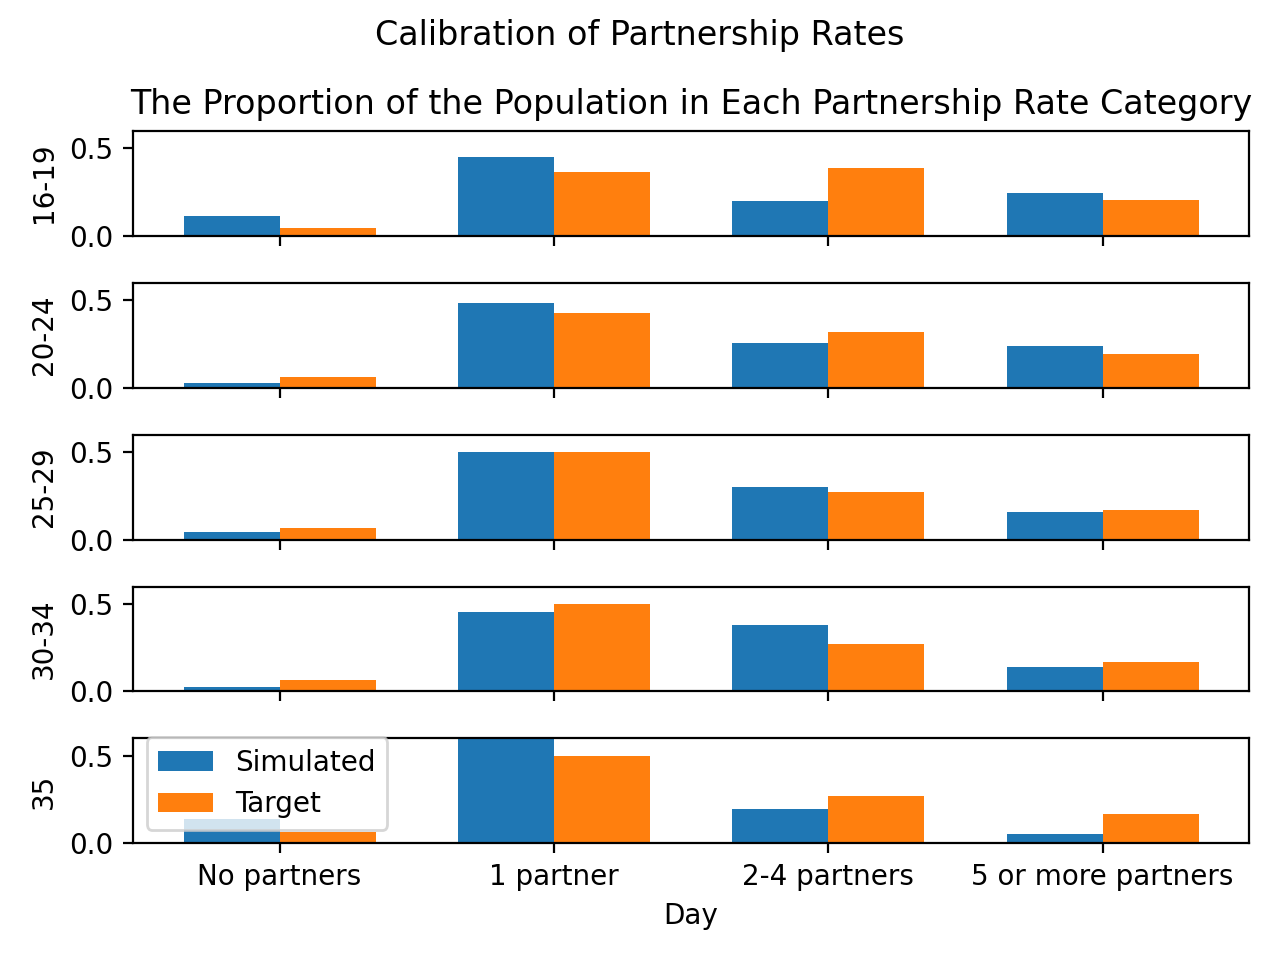 Calibration of Partnership Rates
The Proportion of the Population in Each Partnership Rate Category
0.5
16-19
0.0
0.5
20-24
0.0
0.5
25-29
0.0
0.5
30-34
0.0
0.5
35
0.0
Simulated
Target
No partners 1 partner 2-4 partners 5 or more partners
Day